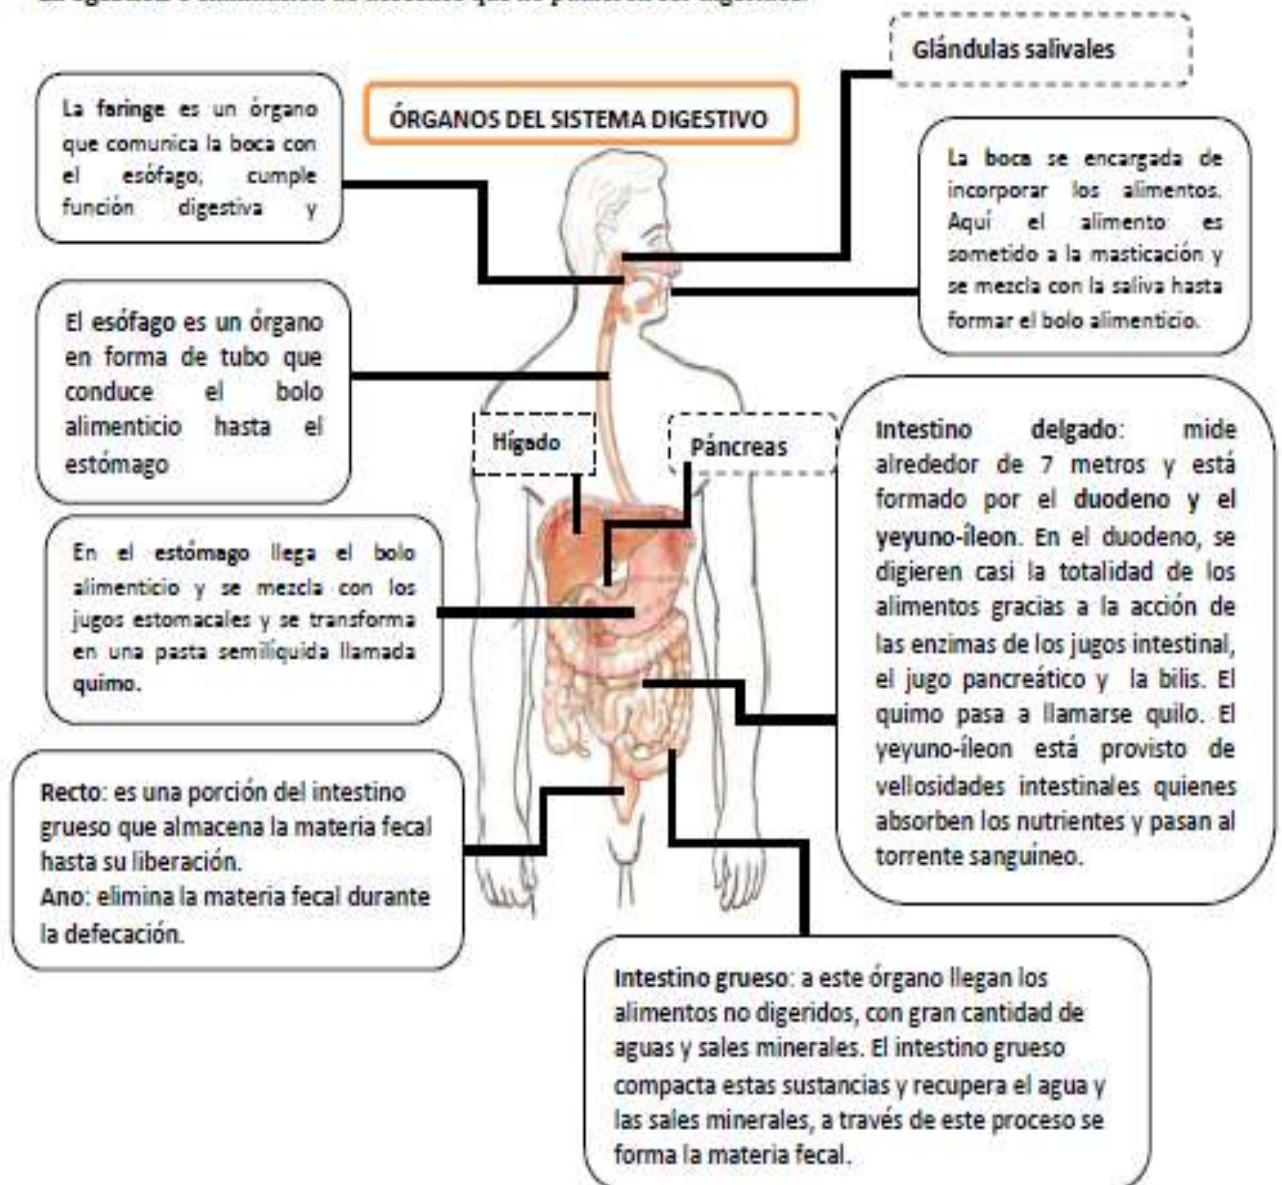 Glándulas salivales
ÓRGANOS DEL SISTEMA DIGESTIVO
La faringe es un órgano
que comunica la boca con
el esófago, cumple
función digestiva y
La boca se encargada de
incorporar los alimentos.
Aquí el alimento es
sometido a la masticación y
se mezcla con la saliva hasta
formar el bolo alimenticio.
El esófago es un órgano
en forma de tubo que
conduce el bolo
alimenticio hasta el
estómago
Hígado
Páncreas
Intestino delgado: mide
alrededor de 7 metros y está
formado por el duodeno y el
yeyuno-íleon. En el duodeno, se
digieren casi la totalidad de los
alimentos gracias a la acción de
las enzimas de los jugos intestinal,
el jugo pancreático y la bilis. El
quimo pasa a llamarse quilo. El
yeyuno-íleon está provisto de
vellosidades intestinales quienes
absorben los nutrientes y pasan al
torrente sanguíneo.
En el estómago llega el bolo
alimenticio y se mezcla con los
jugos estomacales y se transforma
en una pasta semilíquida llamada
quimo.
Recto: es una porción del intestino
grueso que almacena la materia fecal
hasta su liberación.
Ano: elimina la materia fecal durante
la defecación.
Intestino grueso: a este órgano llegan los
alimentos no digeridos, con gran cantidad de
aguas y sales minerales. El intestino grueso
compacta estas sustancias y recupera el agua y
las sales minerales, a través de este proceso se
forma la materia fecal.